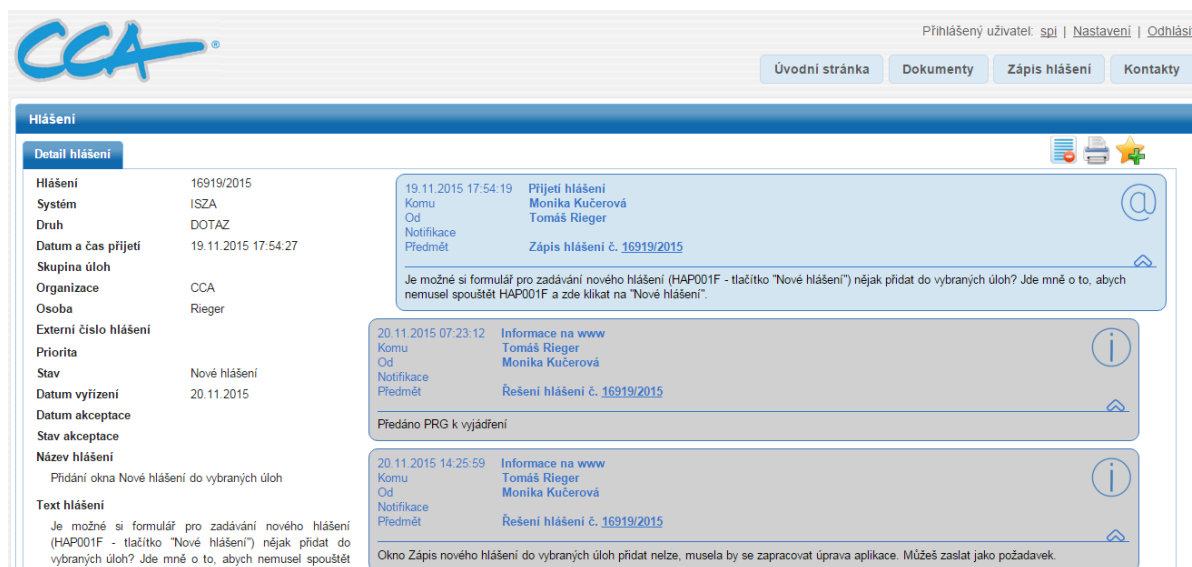 CCA
Přihlášený uživatel: spi | Nastavení | Odhlási
Úvodní stránka Dokumenty Zápis hlášení Kontakty
Hlášení
Detail hlášení
Hlášení 16919/2015
Systém ISZA
Druh DOTAZ
Datum a čas přijetí 19.11.2015 17:54:27
Skupina úloh
Organizace CCA
Osoba Rieger
Externí číslo hlášení
Priorita
Stav Nové hlášení
Datum vyřízení 20.11.2015
Datum akceptace
Stav akceptace
Název hlášení
Přidání okna Nové hlášení do vybraných úloh
Text hlášení
Je možné si formulář pro zadávání nového hlášení
(HAP001F - tlačítko "Nové hlášení") nějak přidat do
vybraných úloh? Jde mně o to, abych nemusel spouštět
19.11.2015 17:54:19 Přijetí hlášení
Komu Monika Kučerová
Od Tomáš Rieger
Notifikace
Předmět Zápis hlášení č. 16919/2015
Je možné si formulář pro zadávání nového hlášení (HAP001F - tlačítko "Nové hlášení") nějak přidat do vybraných úloh? Jde mně o to, abych
nemusel spouštět HAP001F a zde klikat na "Nové hlášení".
20.11.2015 07:23:12 Informace na www
Komu Tomáš Rieger
Od Monika Kučerová
Notifikace
Předmět Řešení hlášení č. 16919/2015
Předáno PRG k vyjádření
20.11.2015 14:25:59 Informace na www
Komu Tomáš Rieger
Od Monika Kučerová
Notifikace
Předmět Řešení hlášení č. 16919/2015
Okno Zápis nového hlášení do vybraných úloh přidat nelze, musela by se zapracovat úprava aplikace. Můžeš zaslat jako požadavek.